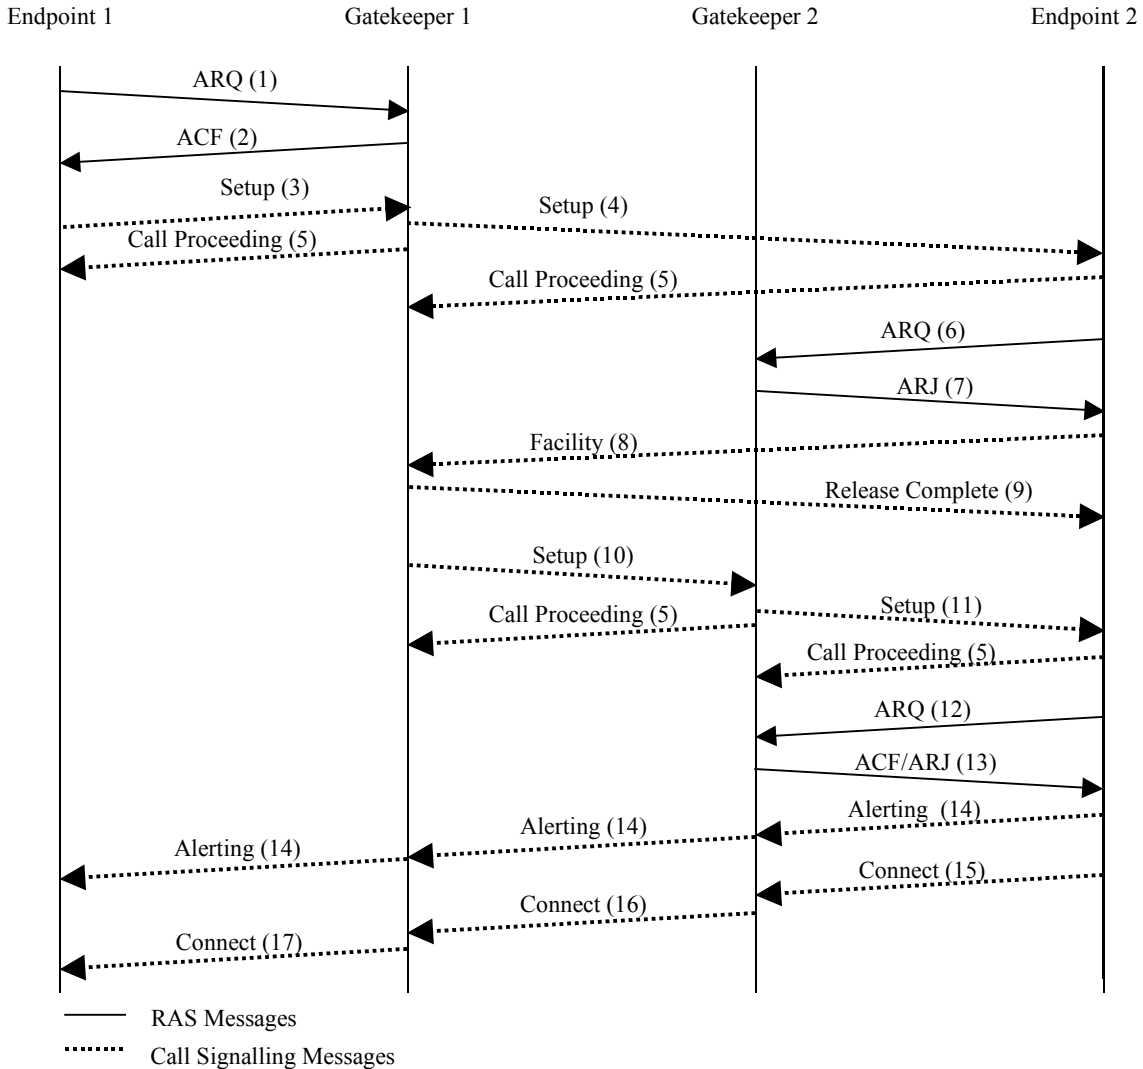 Endpoint 1
Gatekeeper 1
Gatekeeper 2
Endpoint 2
ARQ (1)
ACF (2)
Setup (3)
Setup (4)
Call Proceeding (5)
Call Proceeding (5)
ARQ (6)
ARJ (7)
Facility (8)
Release Complete (9)
Setup (10)
Setup (11)
Call Proceeding (5)
Call Proceeding (5)
ARQ (12)
ACF/ARJ (13)
Alerting (14)
Alerting (14)
Alerting (14)
Connect (15)
Connect (16)
Connect (17)
RAS Messages
Call Signalling Messages